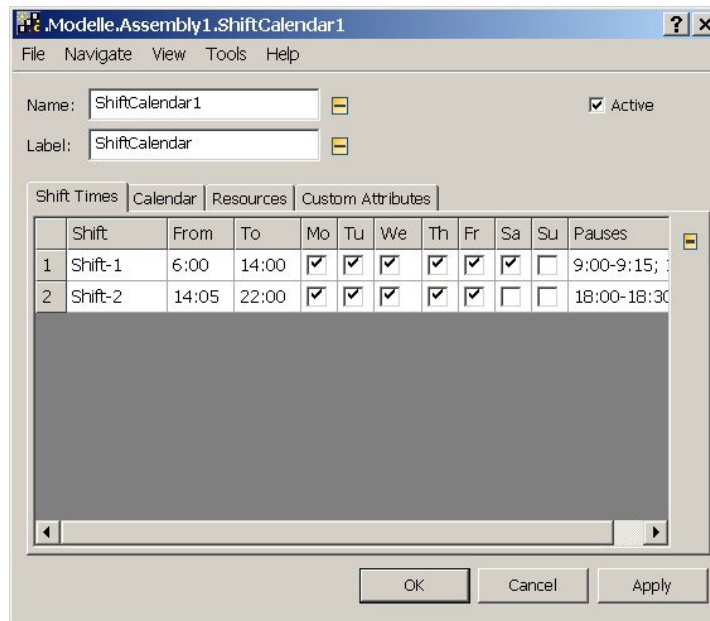 .Modelle.Assembly1.ShiftCalendar1
File Navigate View Tools Help
Name: ShiftCalendar1 Active
Label: ShiftCalendar
Shift Times Calendar Resources Custom Attributes
Shift From To Mo Tu We Th Fr Sa Su Pauses
1 Shift-1 6:00 14:00 9:00-9:15;
2 Shift-2 14:05 22:00 18:00-18:30
OK Cancel Apply